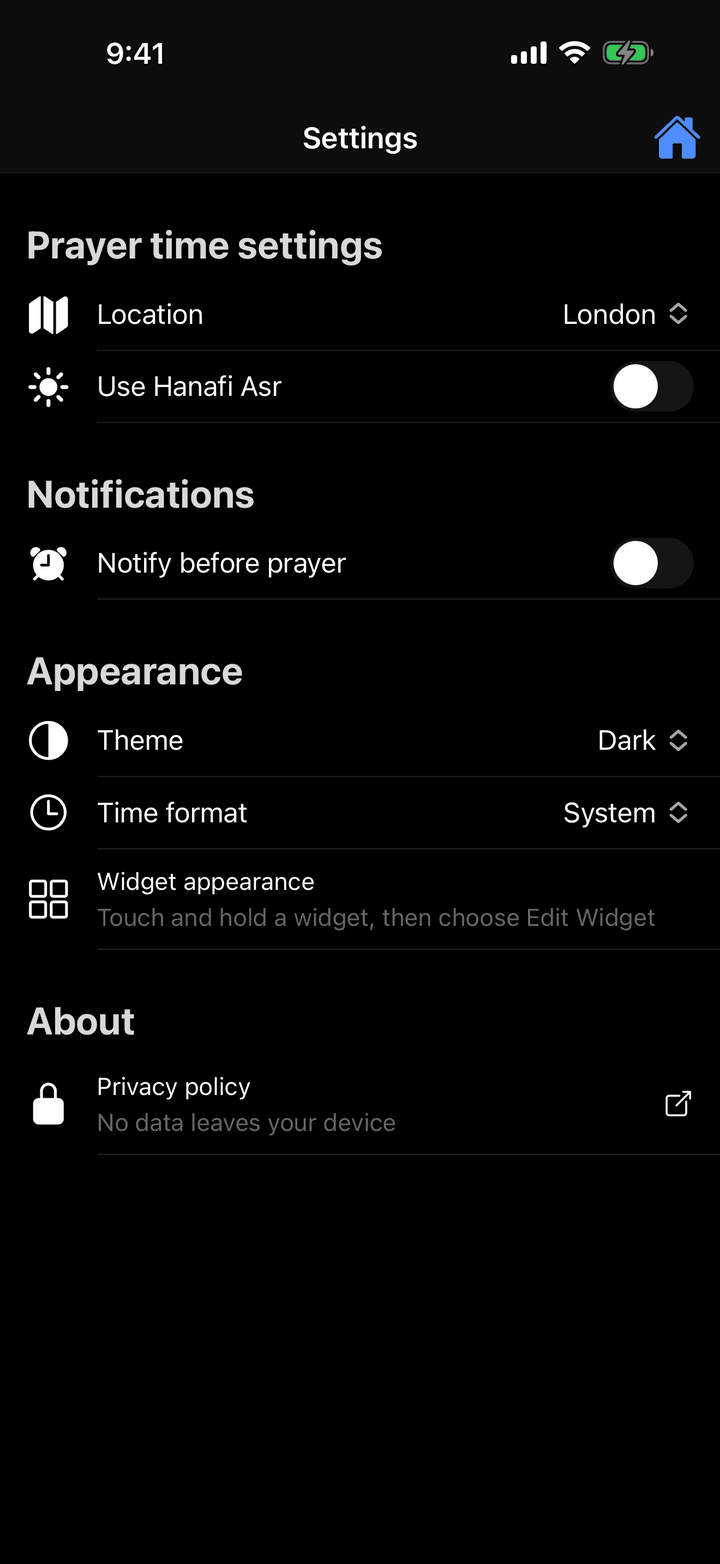 9:41
Settings
Prayer time settings
Location
London
Use Hanafi Asr
Notifications
Notify before prayer
Appearance
Theme
Dark
Time format
System
Widget appearance
Touch and hold a widget, then choose Edit Widget
About
Privacy policy
No data leaves your device